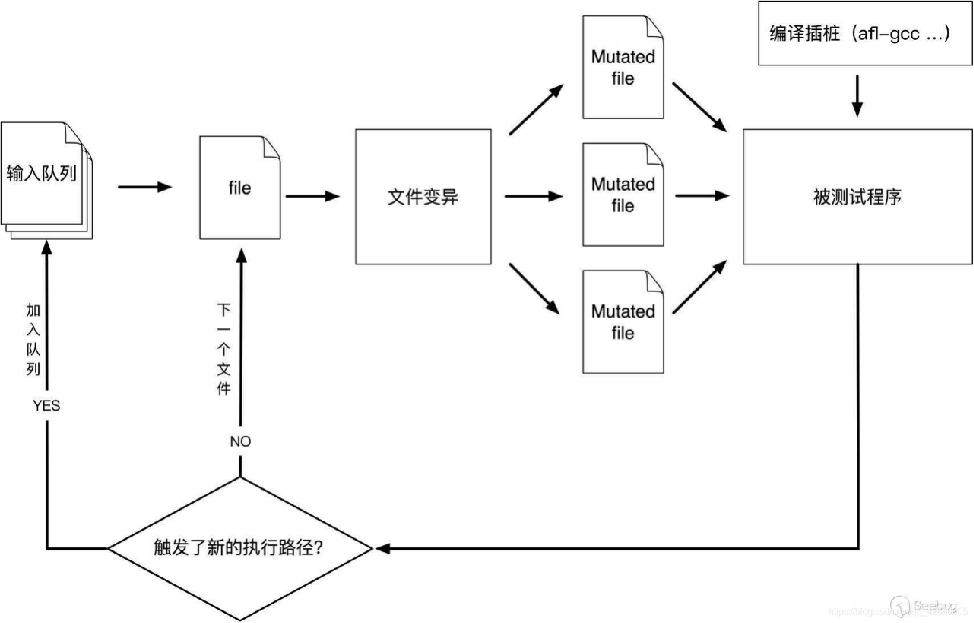 编译插桩（afl-gcc ...）
Mutated
file
输入队列
file
文件变异
Mutated
file
被测试程序
Mutated
file
加入队列
下一个文件
YES
NO
触发了新的执行路径？
Seebug